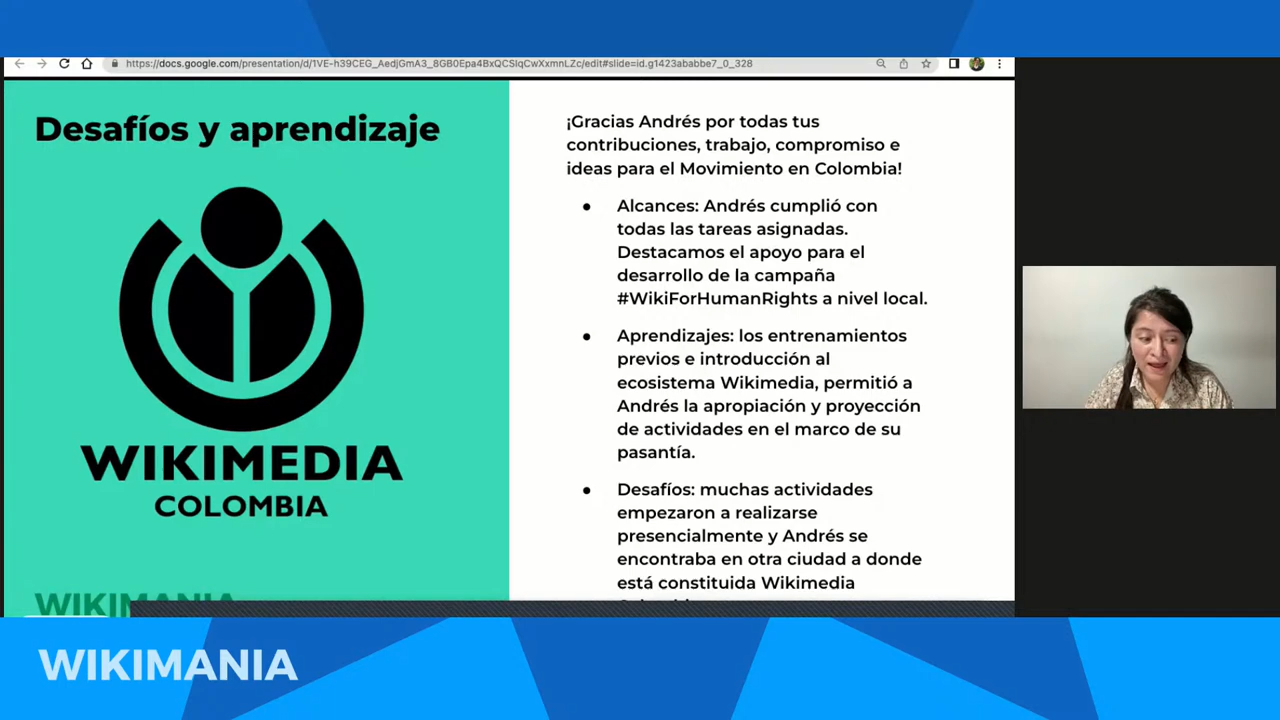 https://docs.google.com/presentation/d/1VE-h39CEG_AedjGmA3_8GB0Epa4BxQCSlqCwXxmnLZc/edit#slide=id.g1423ababbe7_0_328
Desafíos y aprendizaje
WIKIMEDIA
COLOMBIA
WIKIMANIA
¡Gracias Andrés por todas tus
contribuciones, trabajo, compromiso e
ideas para el Movimiento en Colombia!
● Alcances: Andrés cumplió con
todas las tareas asignadas.
Destacamos el apoyo para el
desarrollo de la campaña
#WikiForHumanRights a nivel local.
● Aprendizajes: los entrenamientos
previos e introducción al
ecosistema Wikimedia, permitió a
Andrés la apropiación y proyección
de actividades en el marco de su
pasantía.
● Desafíos: muchas actividades
empezaron a realizarse
presencialmente y Andrés se
encontraba en otra ciudad a donde
está constituida Wikimedia
WIKIMANIA